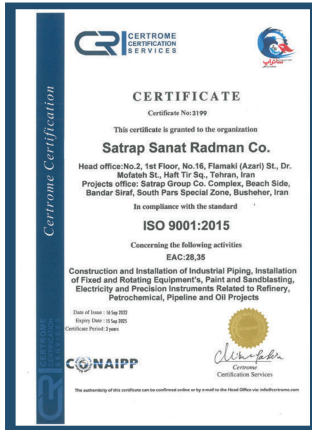 CERTROME
CERTIFICATION
SERVICES
CERTIFICATE
Certificate No:3199
This certificate is granted to the organization
Satrap Sanat Radman Co.
Head office:No.2, 1st Floor, No.16, Flamaki (Azari) St., Dr.
Mofateh St., Haft Tir Sq., Tehran, Iran
Projects office: Satrap Group Co. Complex, Beach Side,
Bandar Siraf, South Pars Special Zone, Busheher, Iran
In compliance with the standard
ISO 9001:2015
Concerning the following activities
EAC:28,35
Construction and Installation of Industrial Piping, Installation
of Fixed and Rotating Equipment's, Paint and Sandblasting,
Electricity and Precision Instruments Related to Refinery,
Petrochemical, Pipeline and Oil Projects
Date of Issue : 16 Sep 2022
Expiry Date : 15 Sep 2025
Certificate Period: 3 years
CONAIPP
Certrome
Certification Services
The authenticity of this certificate can be confirmed online or by e-mail to the Head Office via: info@certrome.com
Certrome Certification
CERTROME
CERTIFICATION
SERVICES